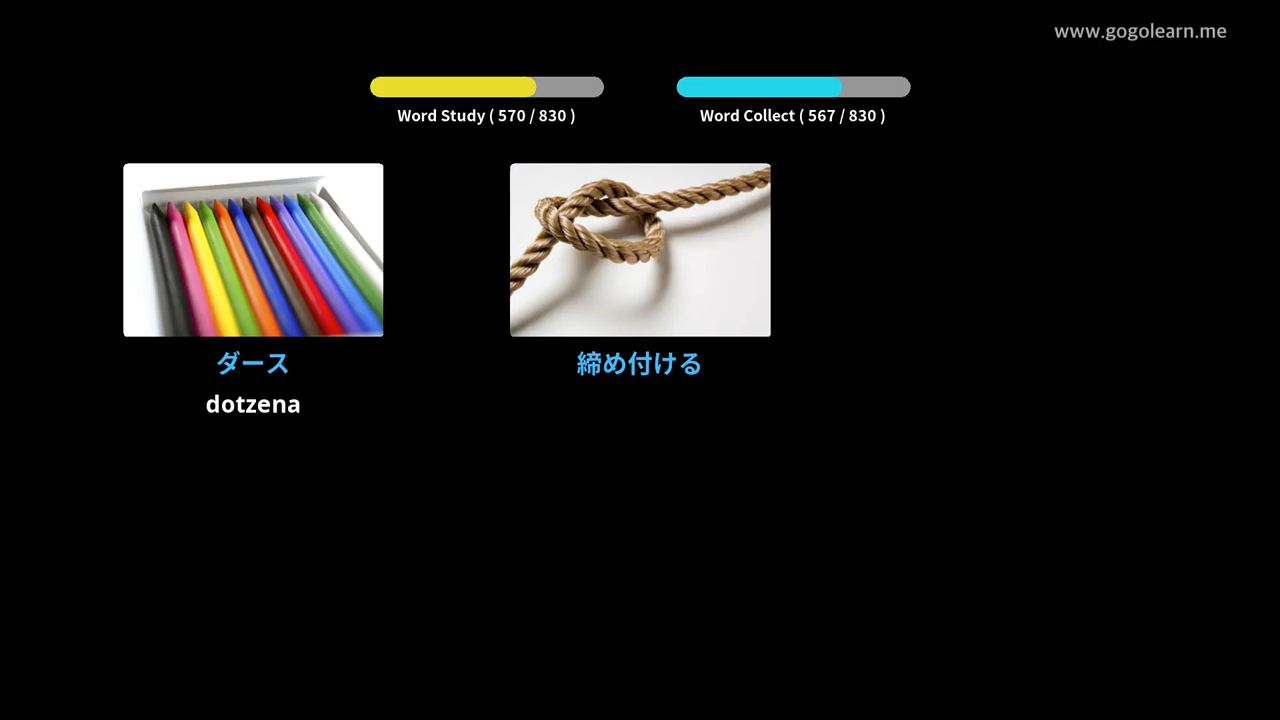 www.gogolearn.me
Word Study ( 570 / 830 )
Word Collect ( 567 / 830 )
ダース
dotzena
締め付ける